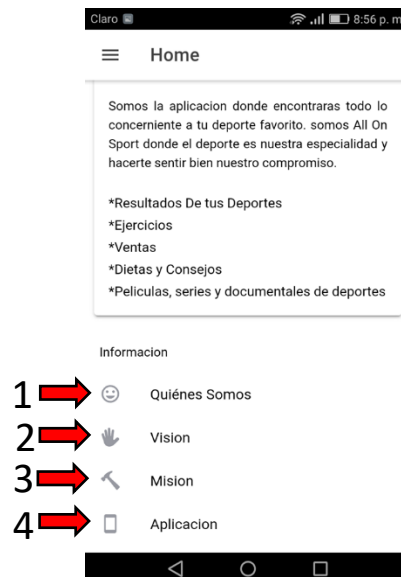 Claro 8:56 p. m
Home
Somos la aplicacion donde encontraras todo lo
concerniente a tu deporte favorito. somos All On
Sport donde el deporte es nuestra especialidad y
hacerte sentir bien nuestro compromiso.
*Resultados De tus Deportes
*Ejercicios
*Ventas
*Dietas y Consejos
*Peliculas, series y documentales de deportes
Informacion
1 Quiénes Somos
2 Vision
3 Mision
4 Aplicacion